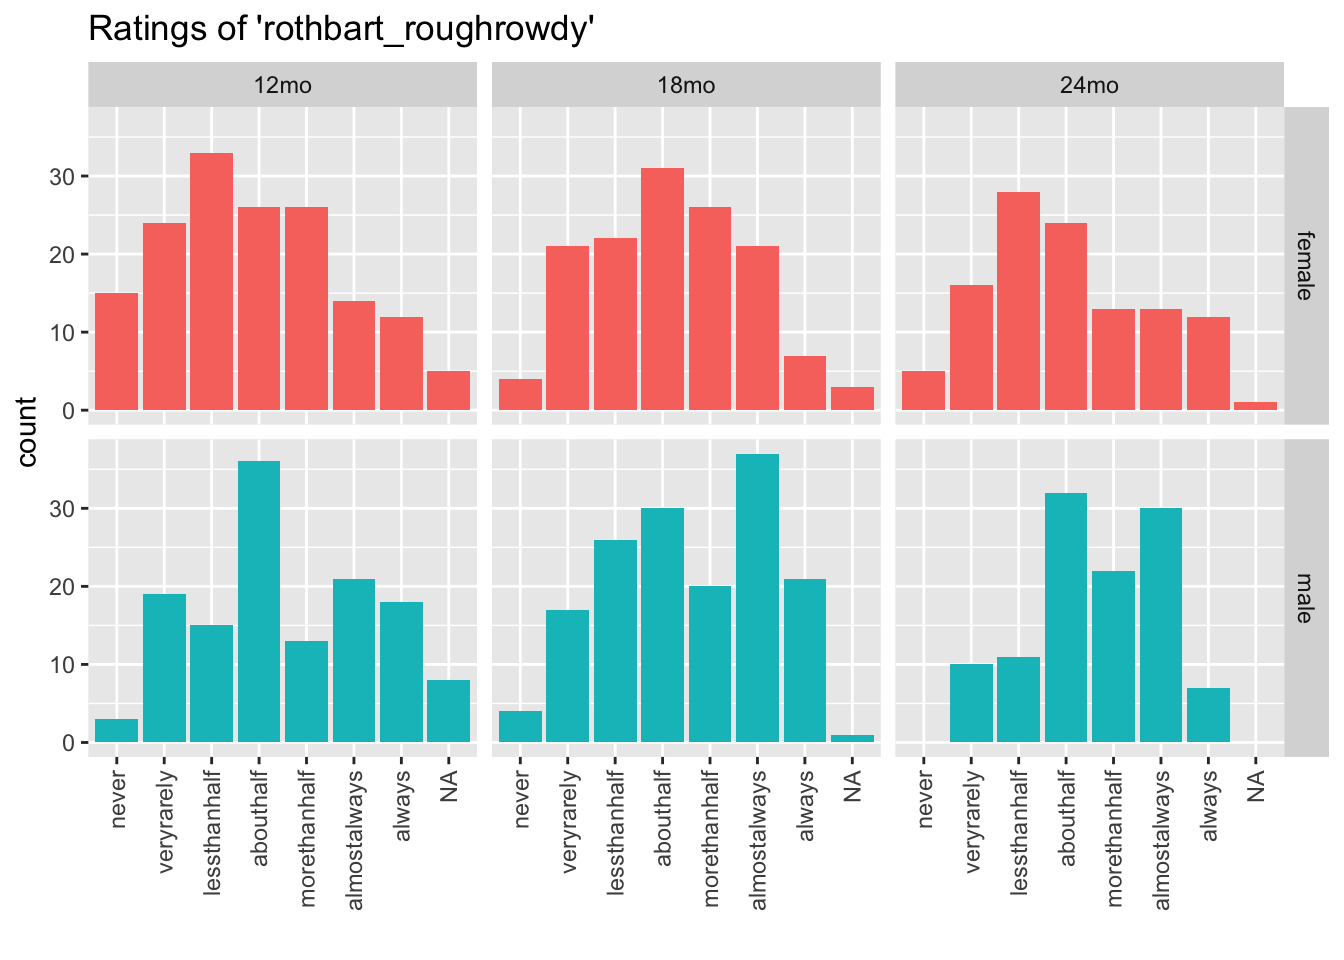 Ratings of 'rothbart_roughrowdy'
12mo 18mo 24mo
30
20
10
0
female
count
30
20
10
0
male
never veryrarely lessthanhalf abouthalf morethanhalf almostalways always NA never veryrarely lessthanhalf abouthalf morethanhalf almostalways always NA never veryrarely lessthanhalf abouthalf morethanhalf almostalways always NA